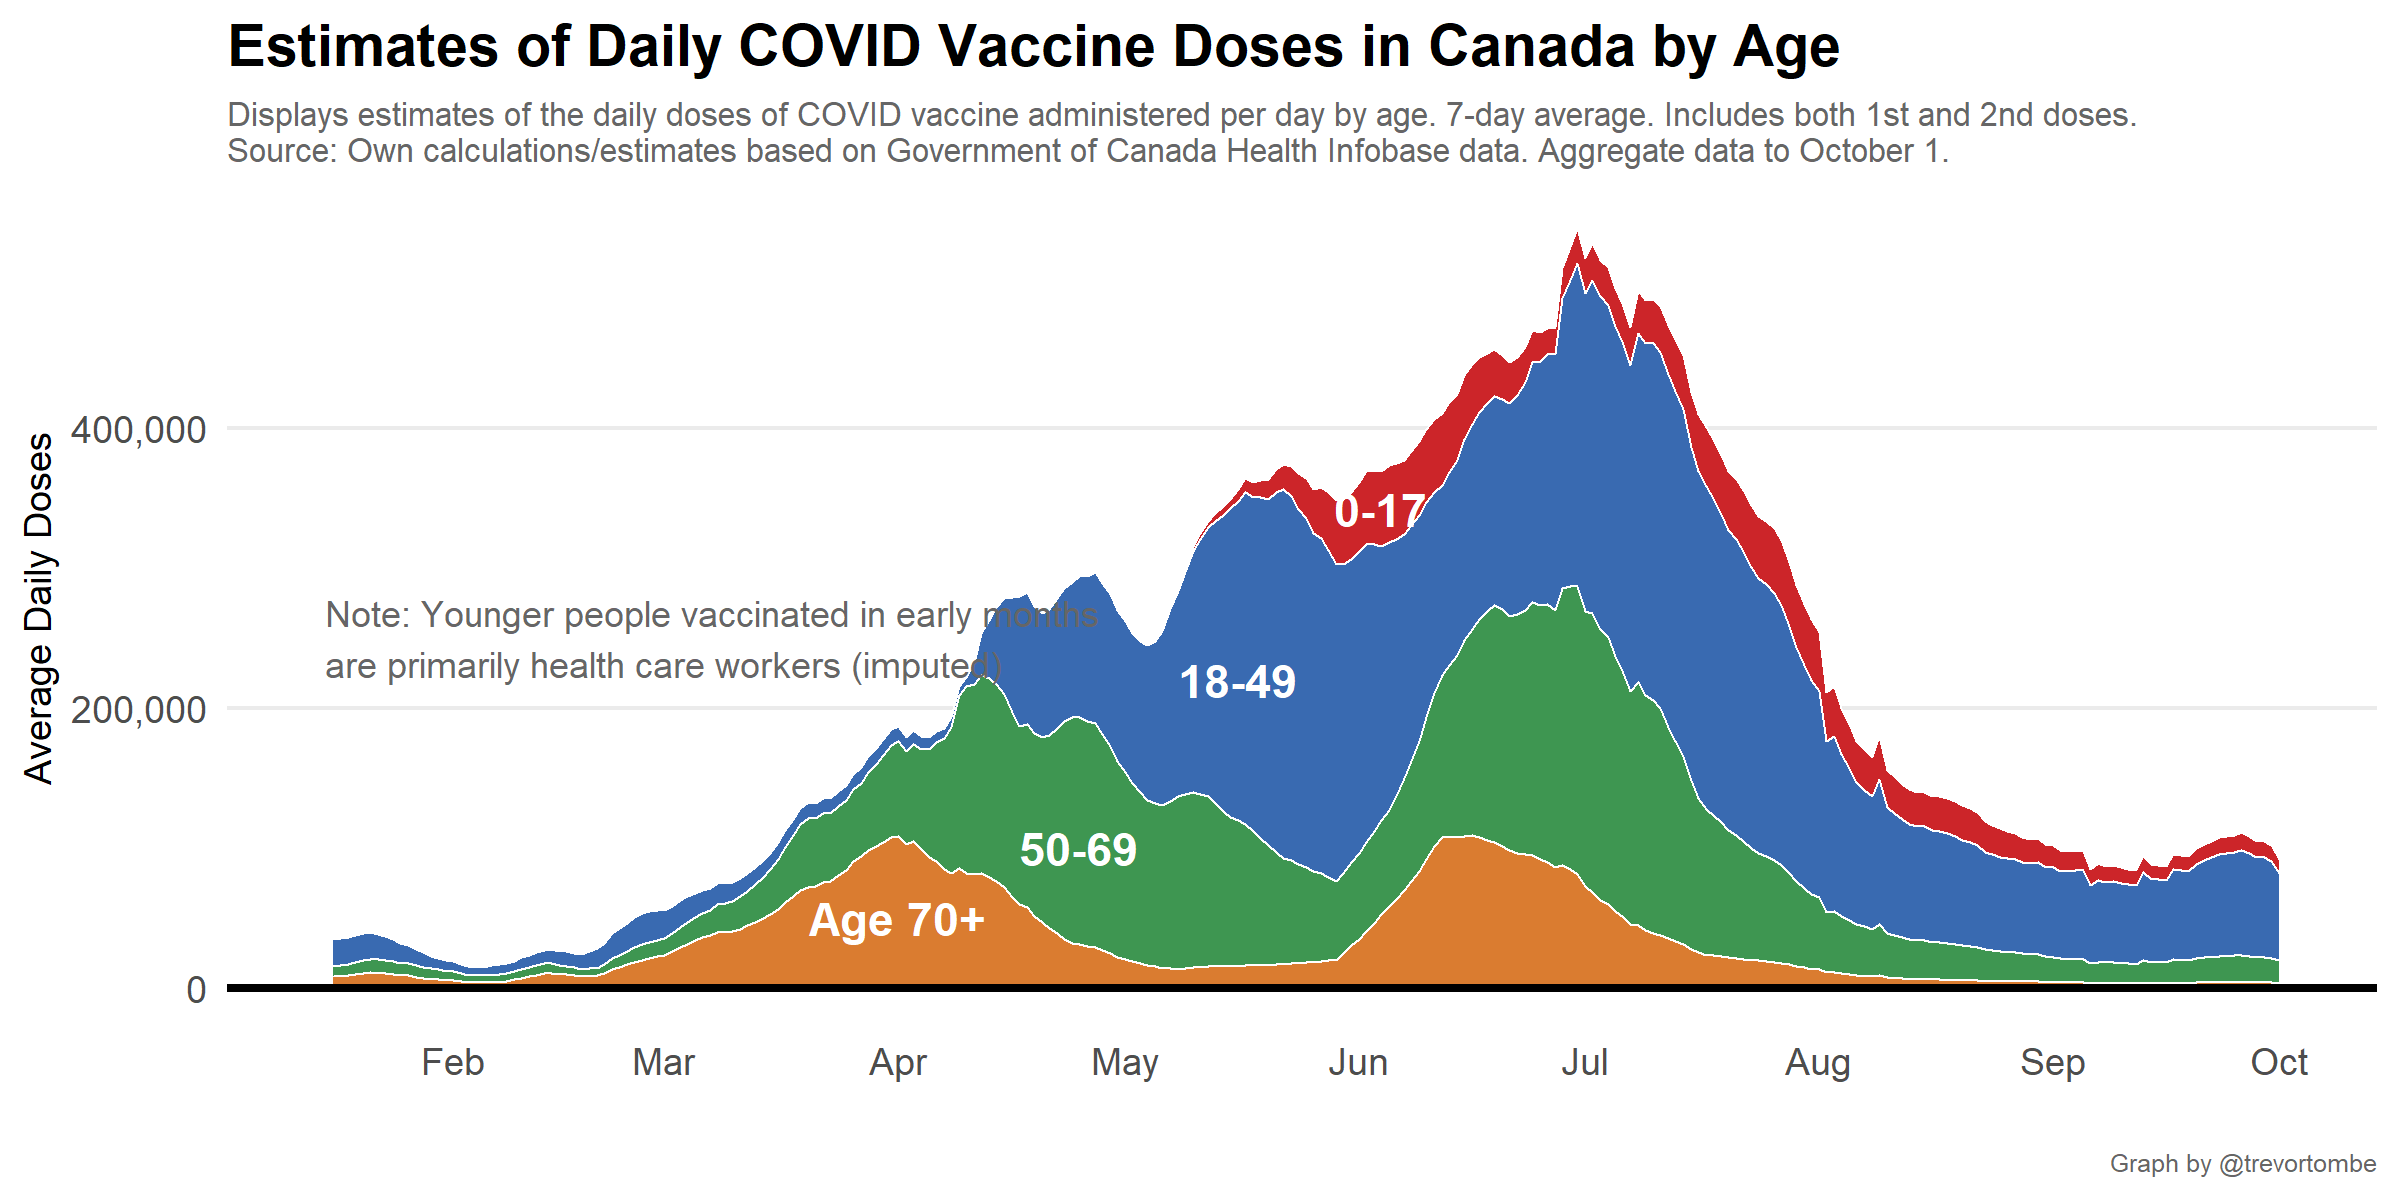 Estimates of Daily COVID Vaccine Doses in Canada by Age
Displays estimates of the daily doses of COVID vaccine administered per day by age. 7-day average. Includes both 1st and 2nd doses.
Source: Own calculations/estimates based on Government of Canada Health Infobase data. Aggregate data to October 1.
Average Daily Doses
400,000
200,000
0
Note: Younger people vaccinated in early months
are primarily health care workers (imputed)
0-17
18-49
50-69
Age 70+
Feb
Mar
Apr
May
Jun
Jul
Aug
Sep
Oct
Graph by @trevortombe